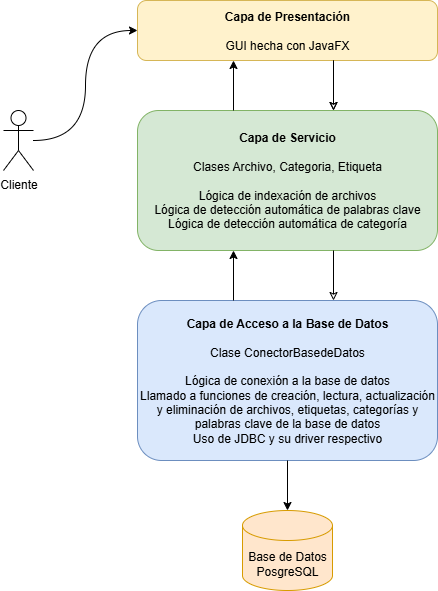 Capa de Presentación
GUI hecha con JavaFX
Cliente
Capa de Servicio
Clases Archivo, Categoria, Etiqueta
Lógica de indexación de archivos
Lógica de detección automática de palabras clave
Lógica de detección automática de categoría
Capa de Acceso a la Base de Datos
Clase ConectorBasedeDatos
Lógica de conexión a la base de datos
Llamado a funciones de creación, lectura, actualización
y eliminación de archivos, etiquetas, categorías y
palabras clave de la base de datos
Uso de JDBC y su driver respectivo
Base de Datos
PosgreSQL